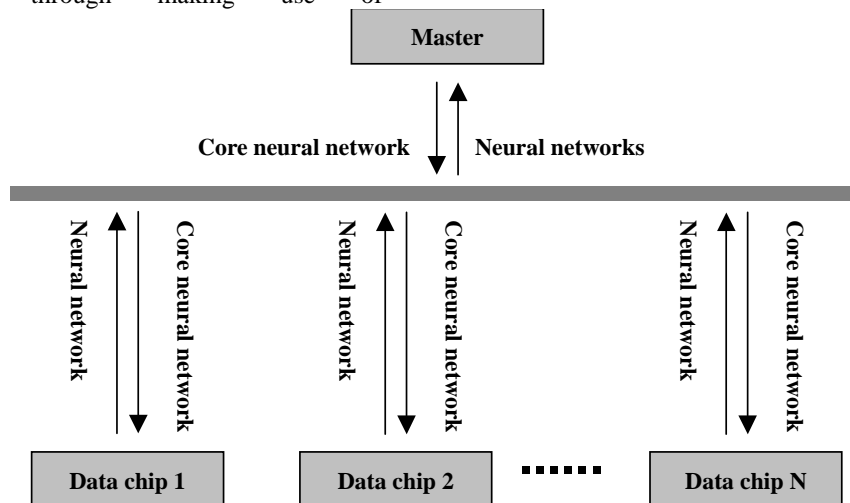 through making use of
Master
Core neural network
Neural networks
Neural network
Core neural network
Neural network
Core neural network
Neural network
Core neural network
Data chip 1
Data chip 2
Data chip N